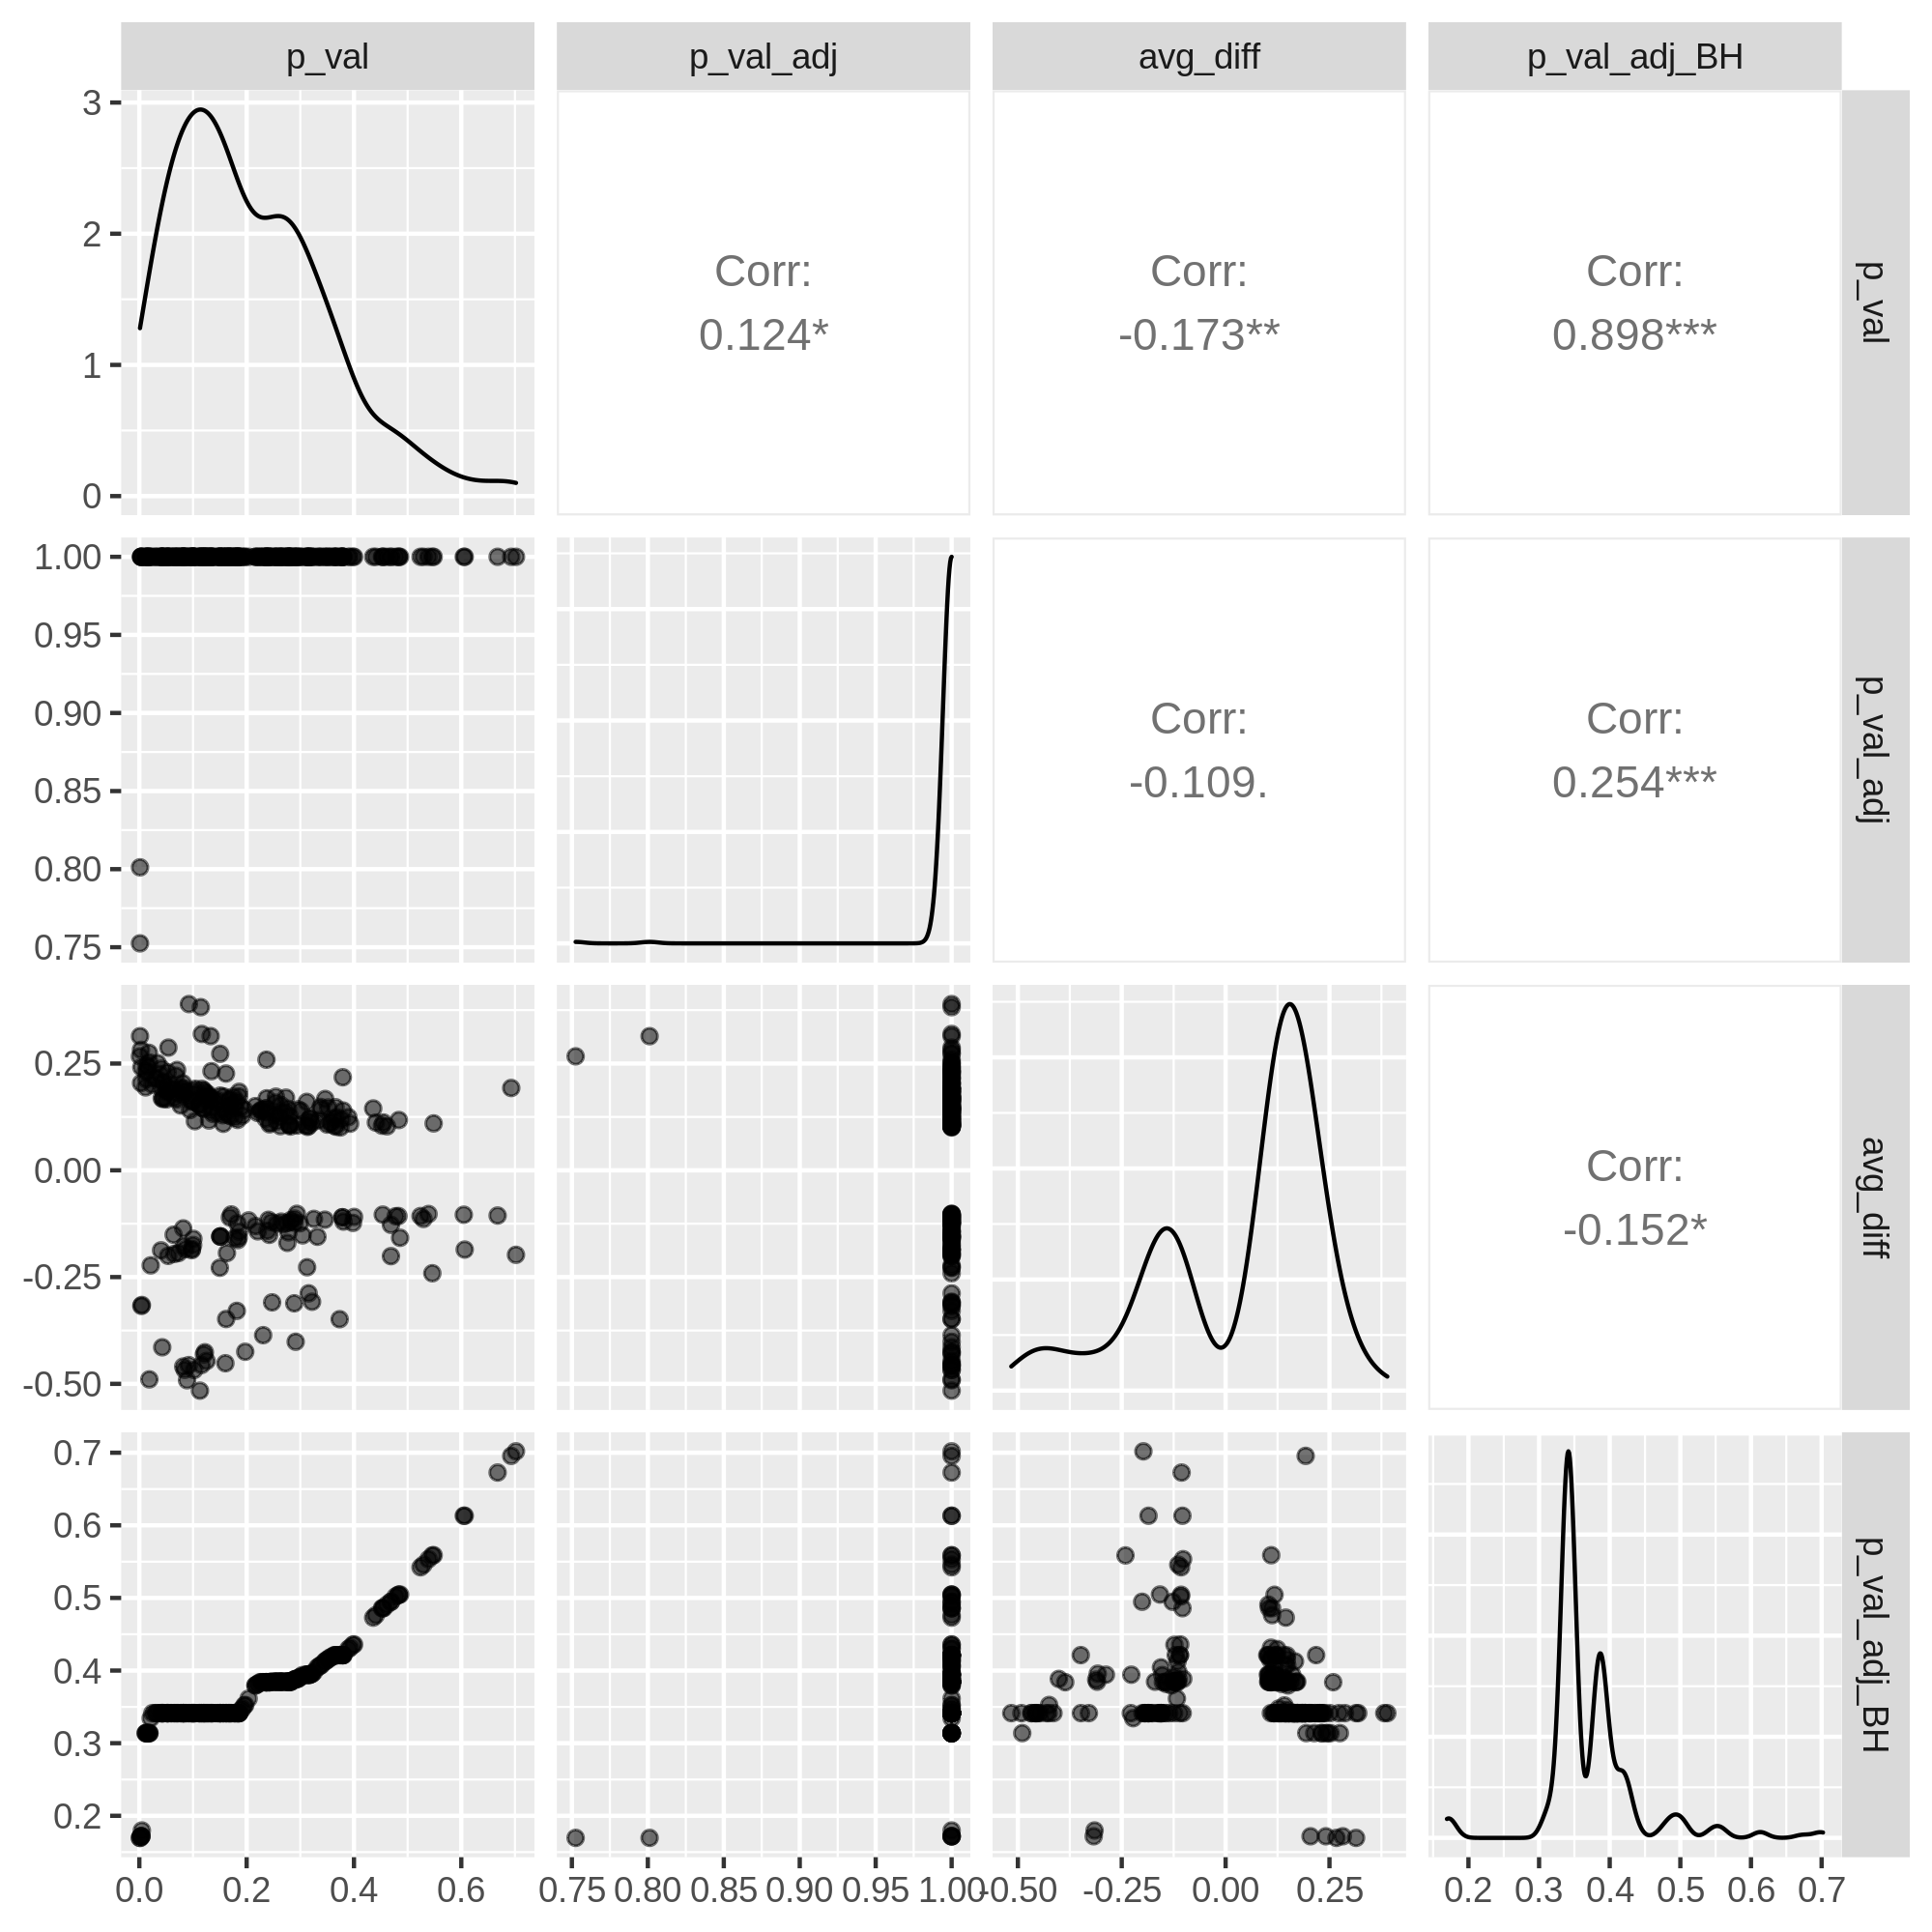 p_val p_val_adj avg_diff p_val_adj_BH
3
2
1
0
Corr:
0.124*
Corr:
-0.173**
Corr:
0.898***
p_val
1.00
0.95
0.90
0.85
0.80
0.75
Corr:
-0.109.
Corr:
0.254***
p_val_adj
0.25
0.00
-0.25
-0.50
Corr:
-0.152*
avg_diff
0.7
0.6
0.5
0.4
0.3
0.2
p_val_adj_BH
0.0 0.2 0.4 0.6 0.75 0.80 0.85 0.90 0.95 1.00 -0.50 -0.25 0.00 0.25 0.2 0.3 0.4 0.5 0.6 0.7